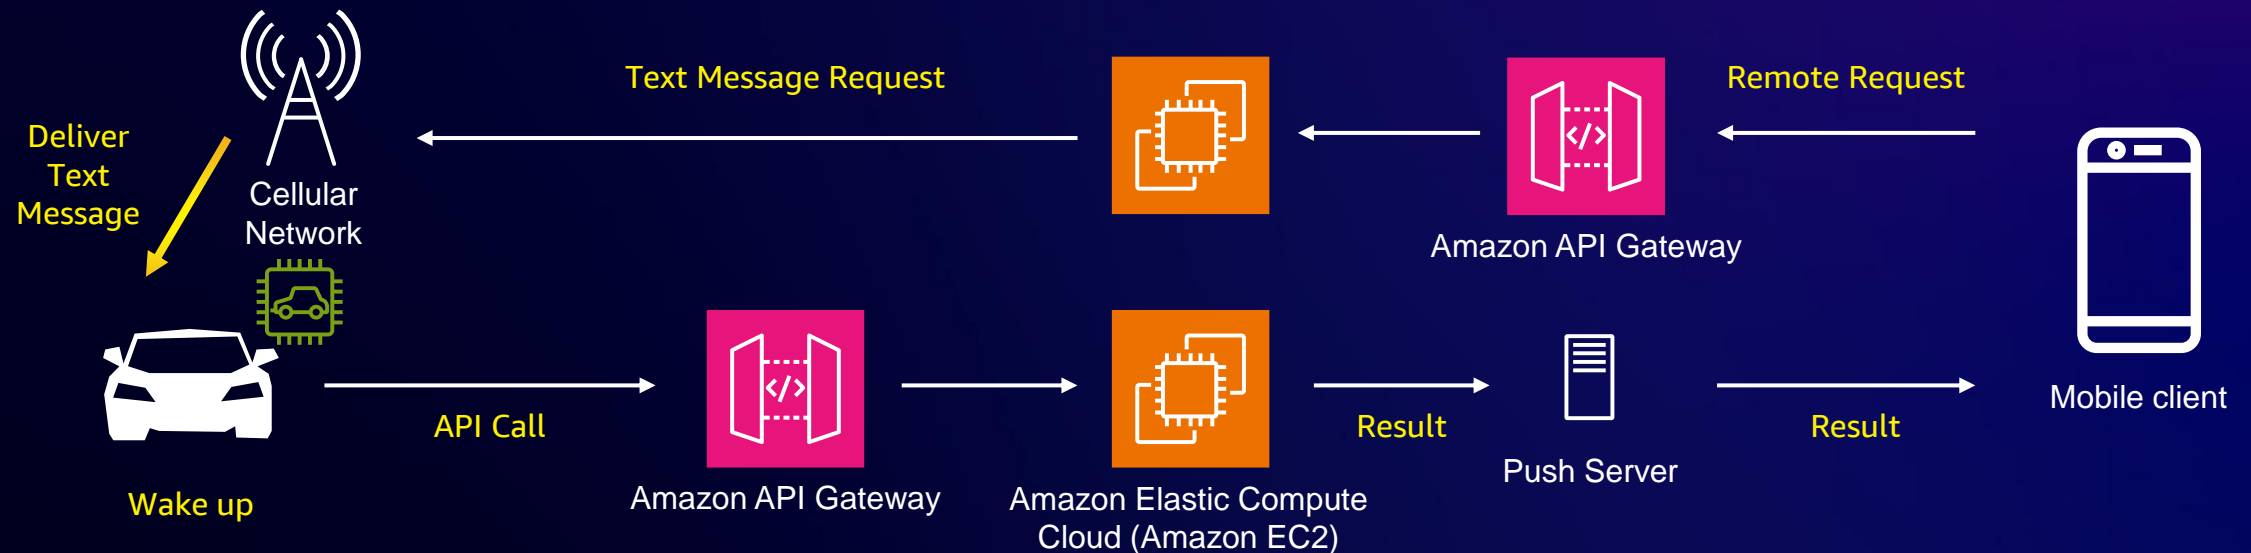 Text Message Request
Remote Request
Deliver
Text
Message
Cellular
Network
Amazon API Gateway
Mobile client
API Call
Result
Result
Push Server
Wake up
Amazon API Gateway
Amazon Elastic Compute
Cloud (Amazon EC2)